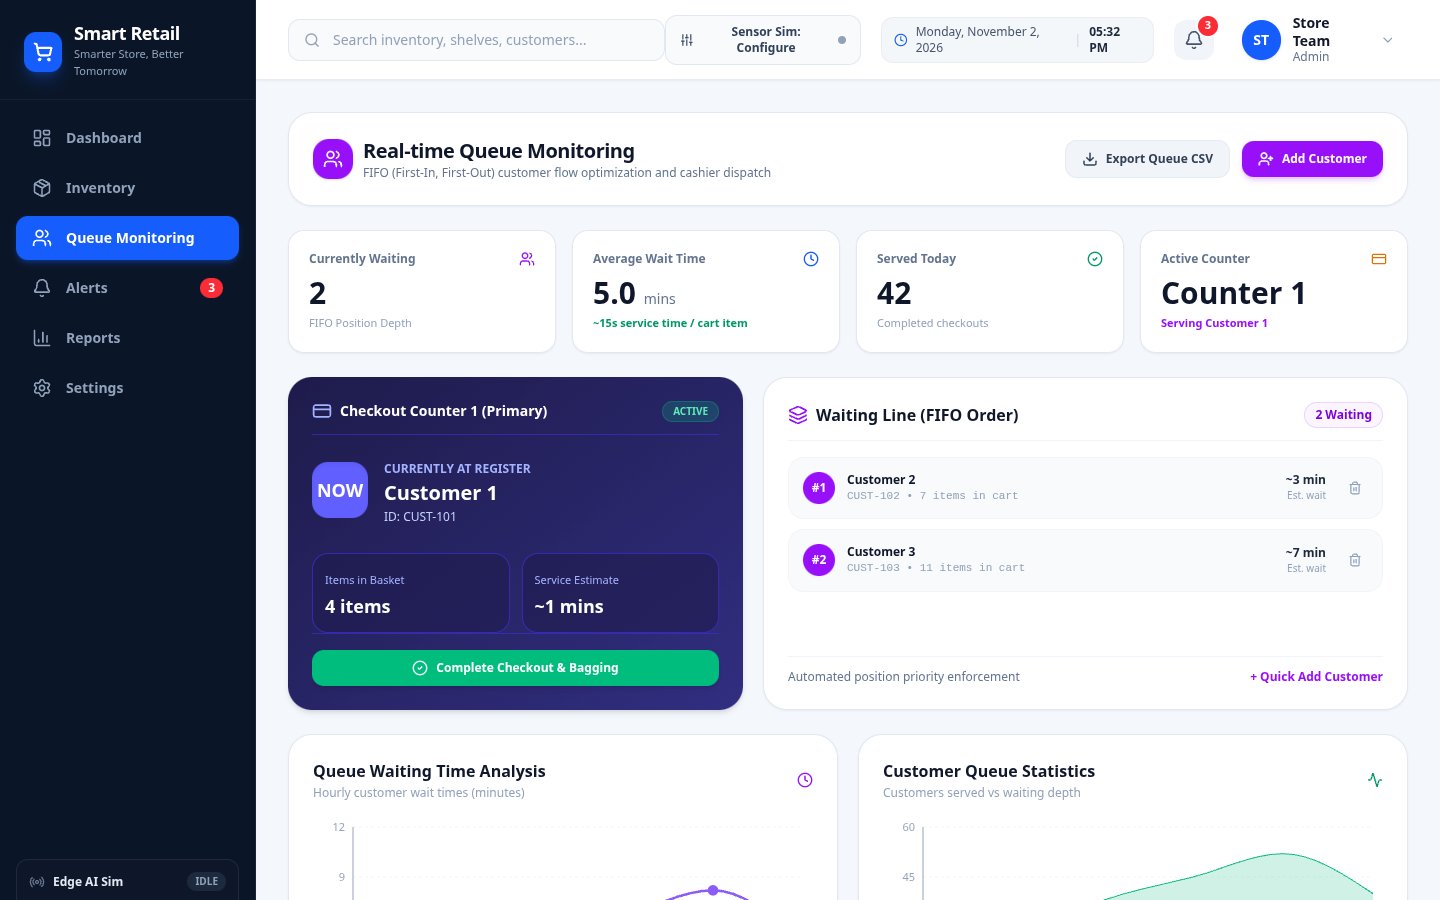 Smart Retail
Smarter Store, Better
Tomorrow
Dashboard
Inventory
Queue Monitoring
Alerts
3
Reports
Settings
Edge AI Sim
IDLE
Search inventory, shelves, customers...
Sensor Sim:
Configure
Monday, November 2,
2026
05:32
PM
3
ST
Store
Team
Admin
Real-time Queue Monitoring
FIFO (First-In, First-Out) customer flow optimization and cashier dispatch
Export Queue CSV
Add Customer
Currently Waiting
2
FIFO Position Depth
Average Wait Time
5.0 mins
~15s service time / cart item
Served Today
42
Completed checkouts
Active Counter
Counter 1
Serving Customer 1
Checkout Counter 1 (Primary)
ACTIVE
NOW
CURRENTLY AT REGISTER
Customer 1
ID: CUST-101
Items in Basket
4 items
Service Estimate
~1 mins
Complete Checkout & Bagging
Waiting Line (FIFO Order)
2 Waiting
#1
Customer 2
CUST-102 • 7 items in cart
~3 min
Est. wait
#2
Customer 3
CUST-103 • 11 items in cart
~7 min
Est. wait
Automated position priority enforcement
+ Quick Add Customer
Queue Waiting Time Analysis
Hourly customer wait times (minutes)
12
9
Customer Queue Statistics
Customers served vs waiting depth
60
45